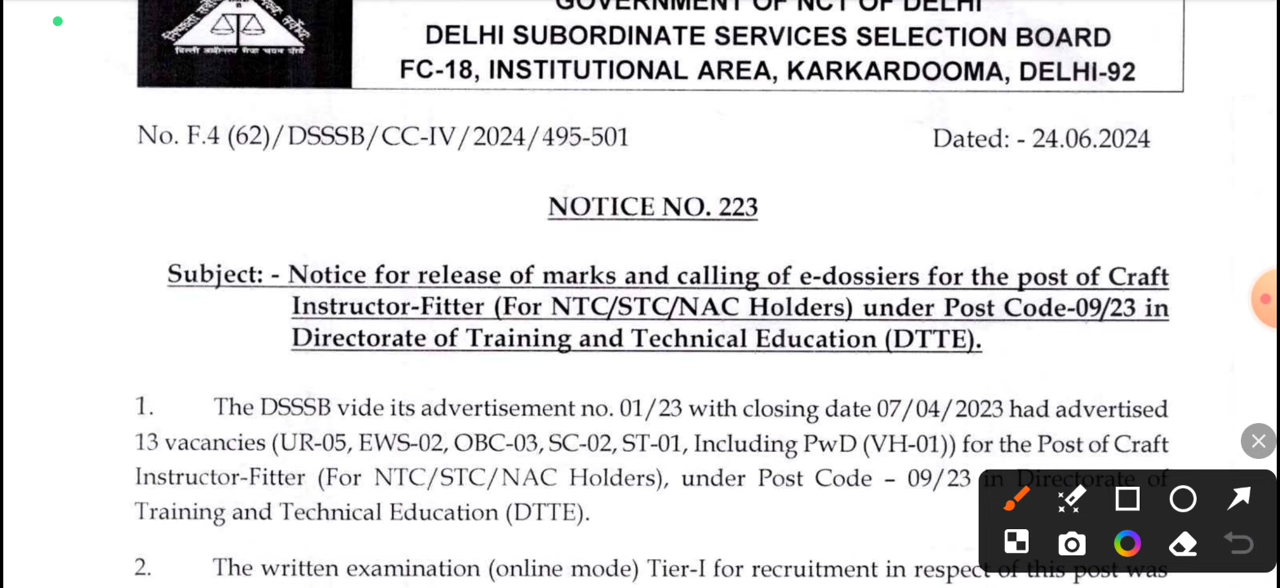 GOVERNMENT OF NCT OF DELHI
DELHI SUBORDINATE SERVICES SELECTION BOARD
FC-18, INSTITUTIONAL AREA, KARKARDOOMA, DELHI-92
No. F.4 (62)/DSSSB/CC-IV/2024/495-501 Dated: - 24.06.2024
NOTICE NO. 223
Subject: - Notice for release of marks and calling of e-dossiers for the post of Craft
Instructor-Fitter (For NTC/STC/NAC Holders) under Post Code-09/23 in
Directorate of Training and Technical Education (DTTE).
1. The DSSSB vide its advertisement no. 01/23 with closing date 07/04/2023 had advertised
13 vacancies (UR-05, EWS-02, OBC-03, SC-02, ST-01, Including PwD (VH-01)) for the Post of Craft
Instructor-Fitter (For NTC/STC/NAC Holders), under Post Code – 09/23 in Directorate of
Training and Technical Education (DTTE).
2. The written examination (online mode) Tier-I for recruitment in respect of this post was